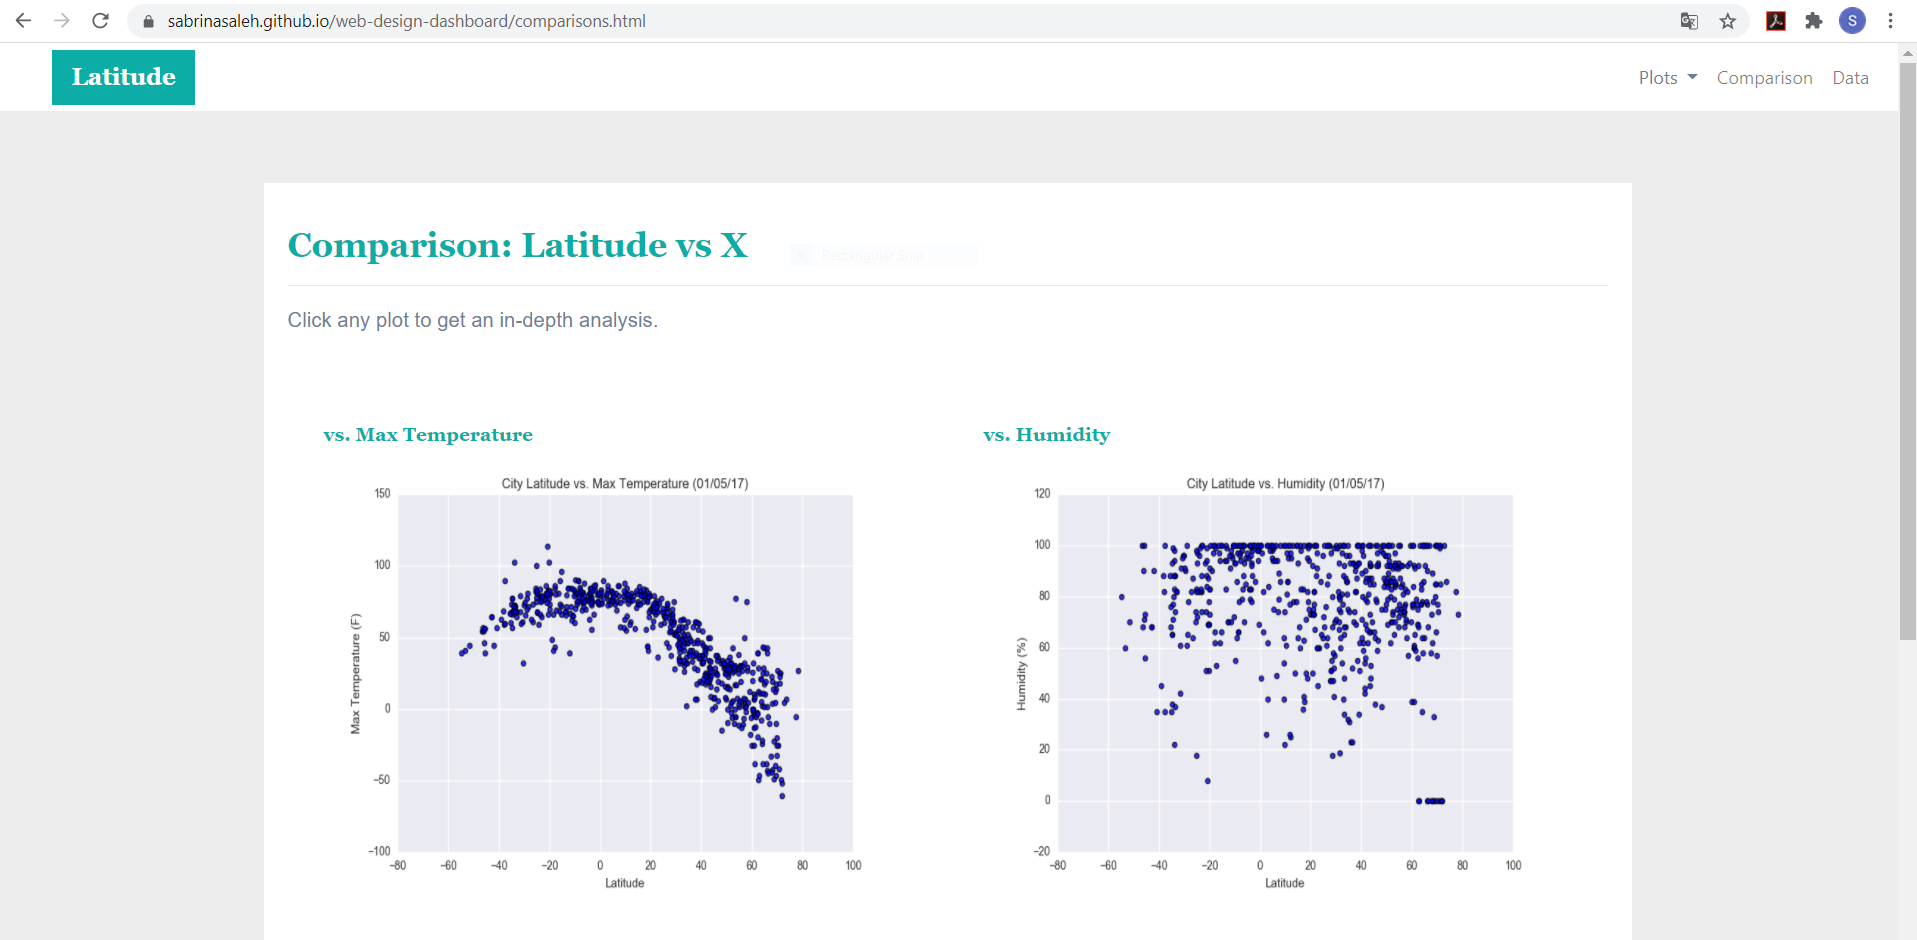 sabrinasaleh.github.io/web-design-dashboard/comparisons.html
S
Latitude
Plots
Comparison
Data
Comparison: Latitude vs X
Rectangular Snip
Click any plot to get an in-depth analysis.
vs. Max Temperature
City Latitude vs. Max Temperature (01/05/17)
150
100
50
0
−50
−100
Max Temperature (F)
−80 −60 −40 −20 0 20 40 60 80 100
Latitude
vs. Humidity
City Latitude vs. Humidity (01/05/17)
120
100
80
60
40
20
0
−20
Humidity (%)
−80 −60 −40 −20 0 20 40 60 80 100
Latitude